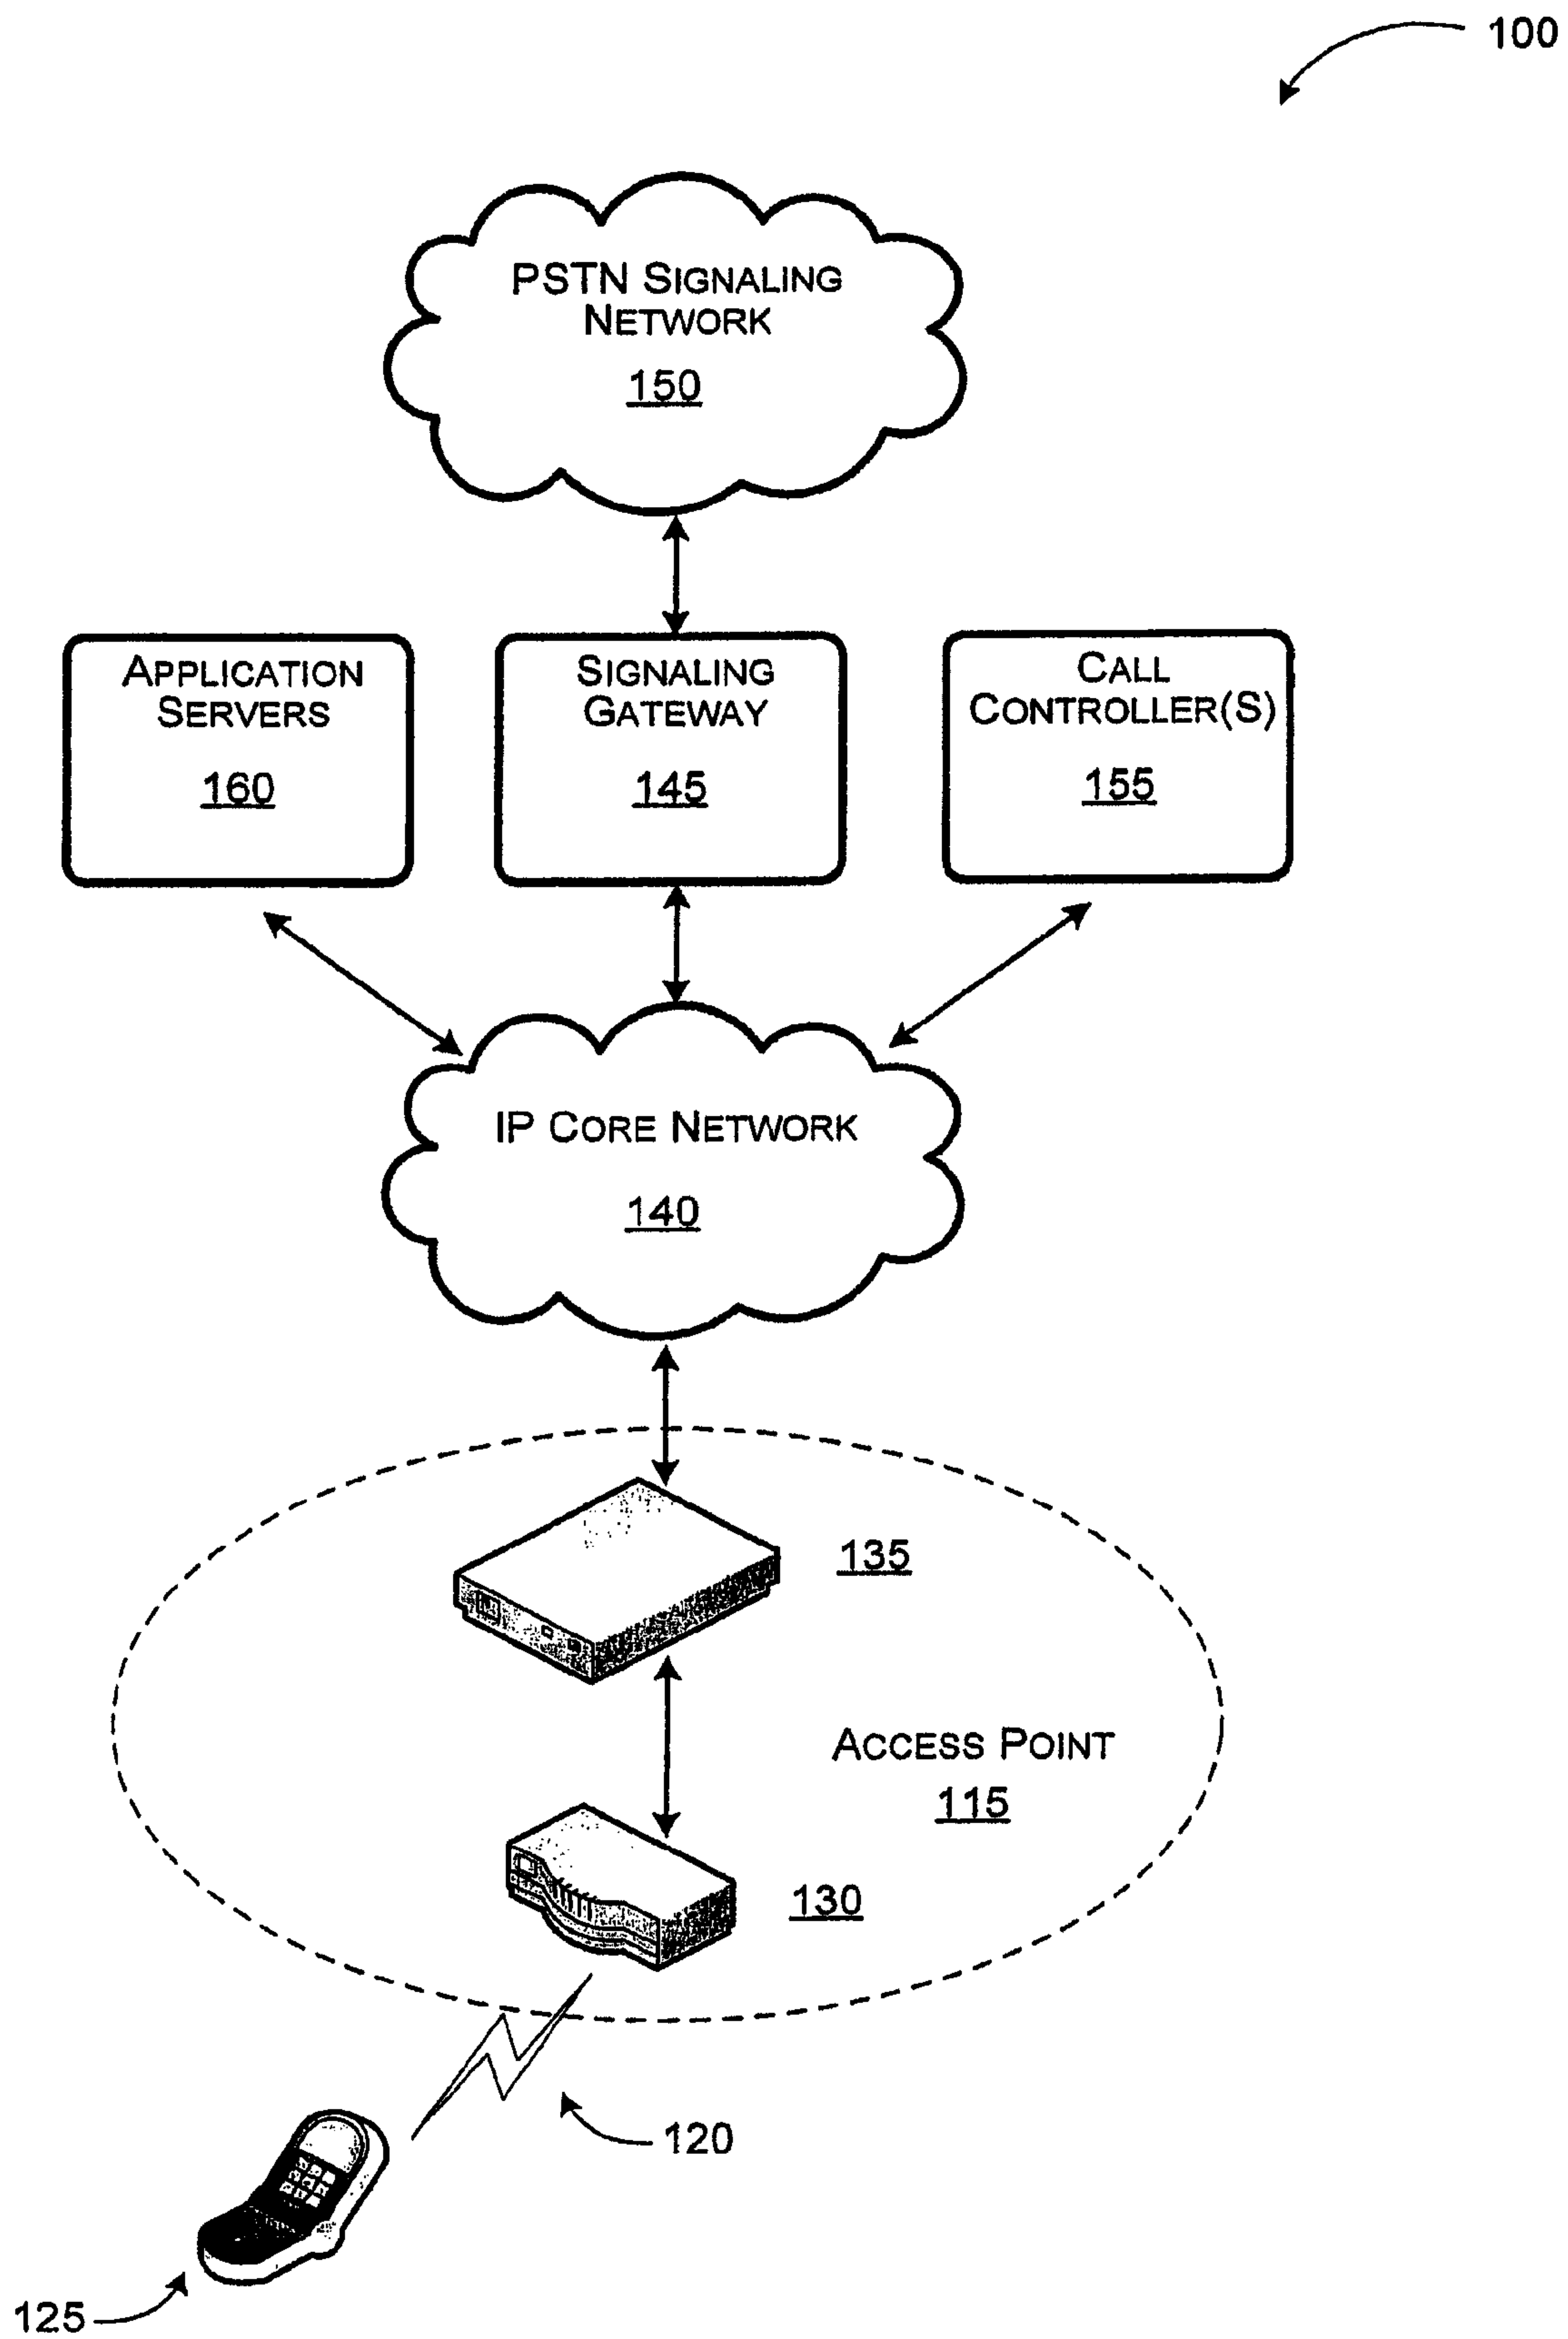 100
PSTN SIGNALING
NETWORK
150
APPLICATION
SERVERS
160
SIGNALING
GATEWAY
145
CALL
CONTROLLER(S)
155
IP CORE NETWORK
140
135
ACCESS POINT
115
130
120
125